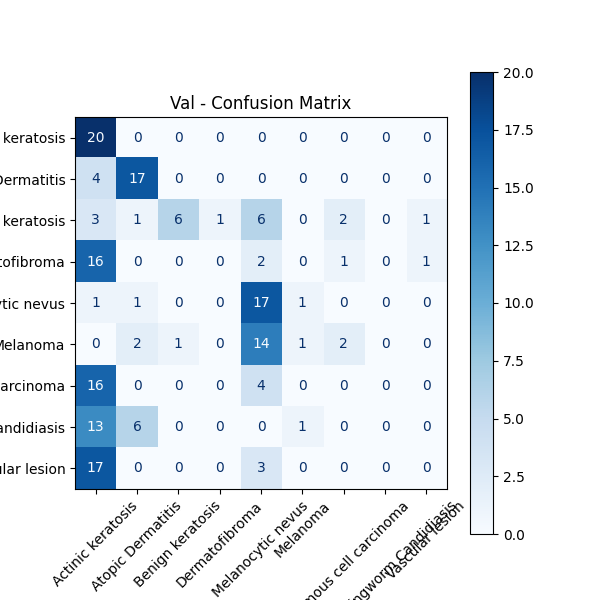 Val - Confusion Matrix
keratosis 20 0 0 0 0 0 0 0 0
Dermatitis 4 17 0 0 0 0 0 0 0
keratosis 3 1 6 1 6 0 2 0 1
tofibroma 16 0 0 0 2 0 1 0 1
ytic nevus 1 1 0 0 17 1 0 0 0
Melanoma 0 2 1 0 14 1 2 0 0
arcinoma 16 0 0 0 4 0 0 0 0
andidiasis 13 6 0 0 0 1 0 0 0
ular lesion 17 0 0 0 3 0 0 0 0
Actinic keratosis
Atopic Dermatitis
Benign keratosis
Dermatofibroma
Melanocytic nevus
Melanoma
mous cell carcinoma
ngworm Candidiasis
Vascular lesion
20.0
17.5
15.0
12.5
10.0
7.5
5.0
2.5
0.0